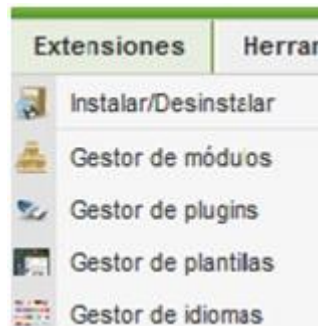 Extensiones Herrar
Instalar/Desinstalar
Gestor de módulos
Gestor de plugins
Gestor de plantillas
Gestor de idiomas